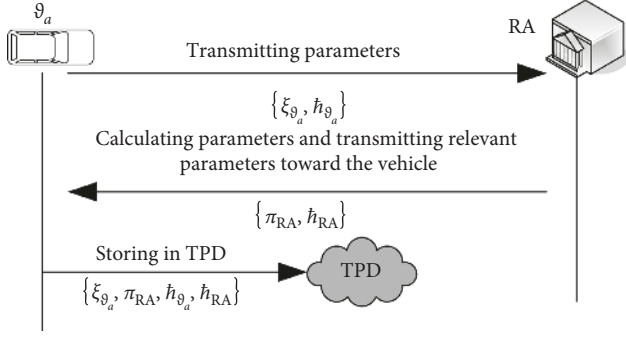 ϑₐ
RA
Transmitting parameters
{ξ_ϑₐ, ħ_ϑₐ}
Calculating parameters and transmitting relevant
parameters toward the vehicle
{π_RA, ħ_RA}
Storing in TPD
TPD
{ξ_ϑₐ, π_RA, ħ_ϑₐ, ħ_RA}